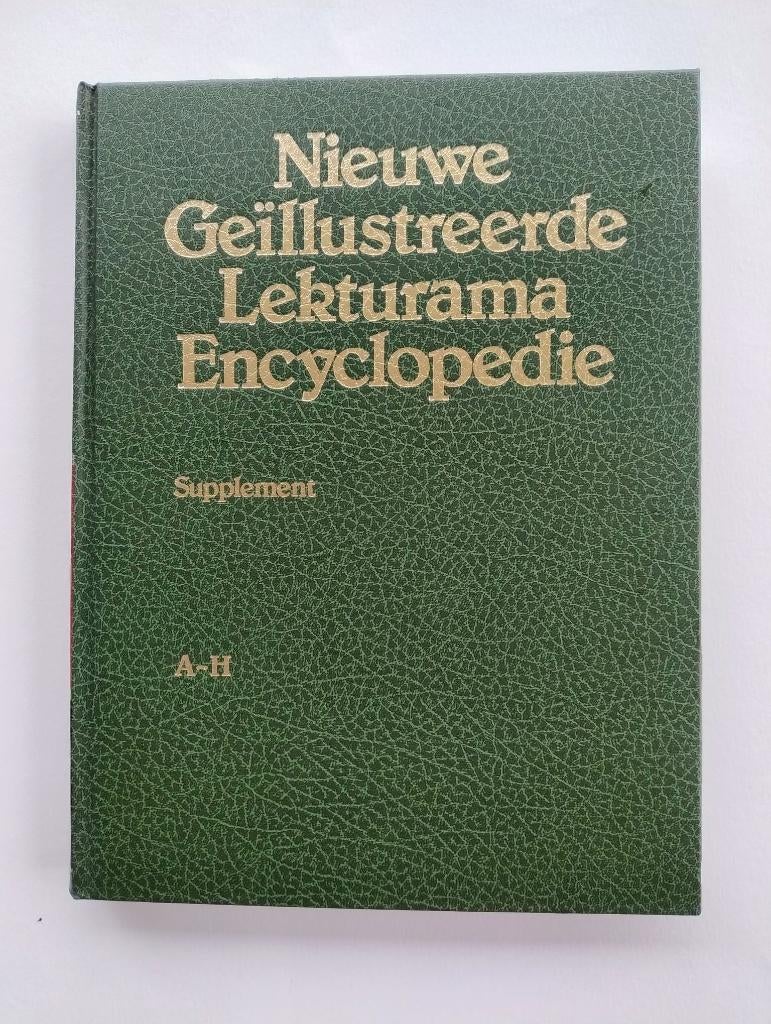 Nieuwe
Geïllustreerde
Lekturama
Encyclopedie
Supplement
A-H